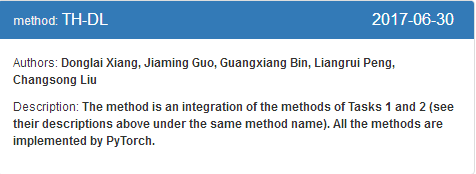 method: TH-DL 2017-06-30
Authors: Donglai Xiang, Jiaming Guo, Guangxiang Bin, Liangrui Peng,
Changsong Liu
Description: The method is an integration of the methods of Tasks 1 and 2 (see
their descriptions above under the same method name). All the methods are
implemented by PyTorch.